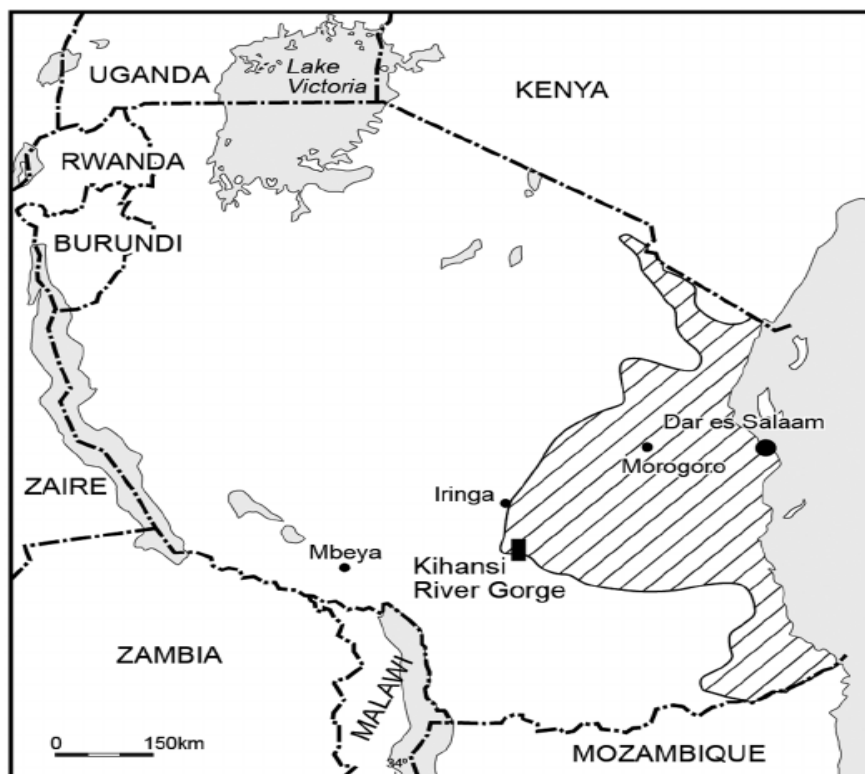 UGANDA
Lake
Victoria
KENYA
RWANDA
BURUNDI
Dar es Salaam
Morogoro
ZAIRE
Iringa
Mbeya
Kihansi
River Gorge
ZAMBIA
MALAWI
0 150km
34°
MOZAMBIQUE